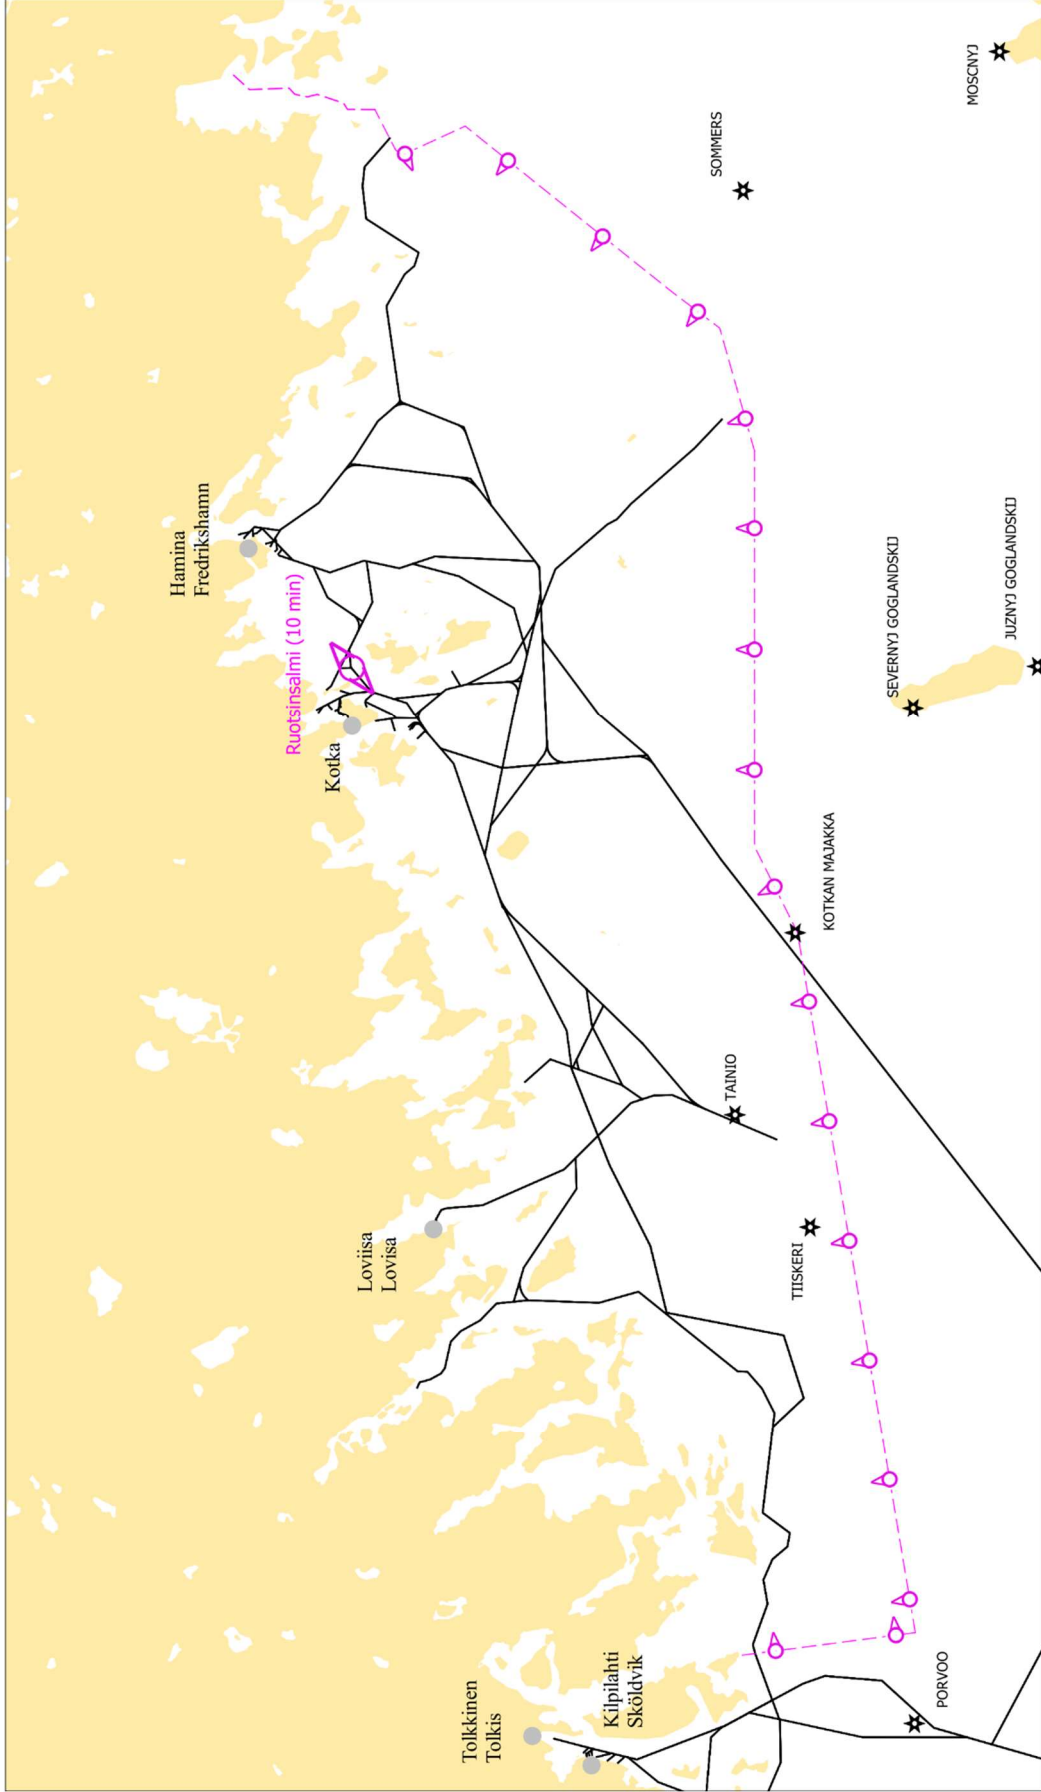 Hamina
Fredrikshamn
Ruotsinsalmi (10 min)
Kotka
Loviisa
Lovisa
Tolkkinen
Tolkis
Kilpilahti
Sköldvik
PORVOO
TIISKERI
TAINIO
KOTKAN MAJAKKA
SEVERNYJ GOGLANDSKIJ
JUZNYJ GOGLANDSKIJ
SOMMERS
MOSCNYJ